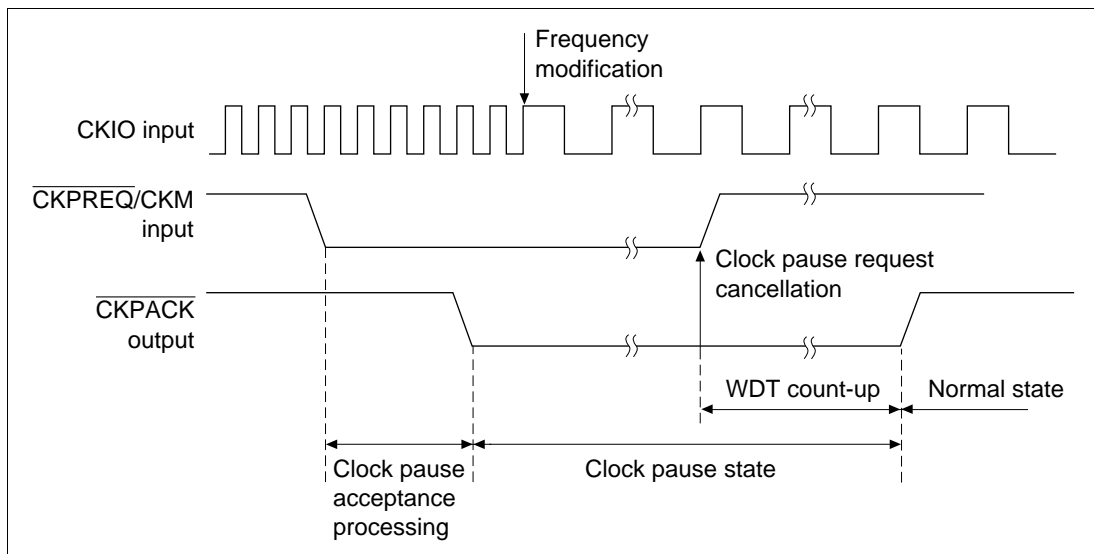 Frequency
modification
CKIO input
CKPREQ/CKM
input
Clock pause request
cancellation
CKPACK
output
WDT count-up
Normal state
Clock pause
acceptance
processing
Clock pause state